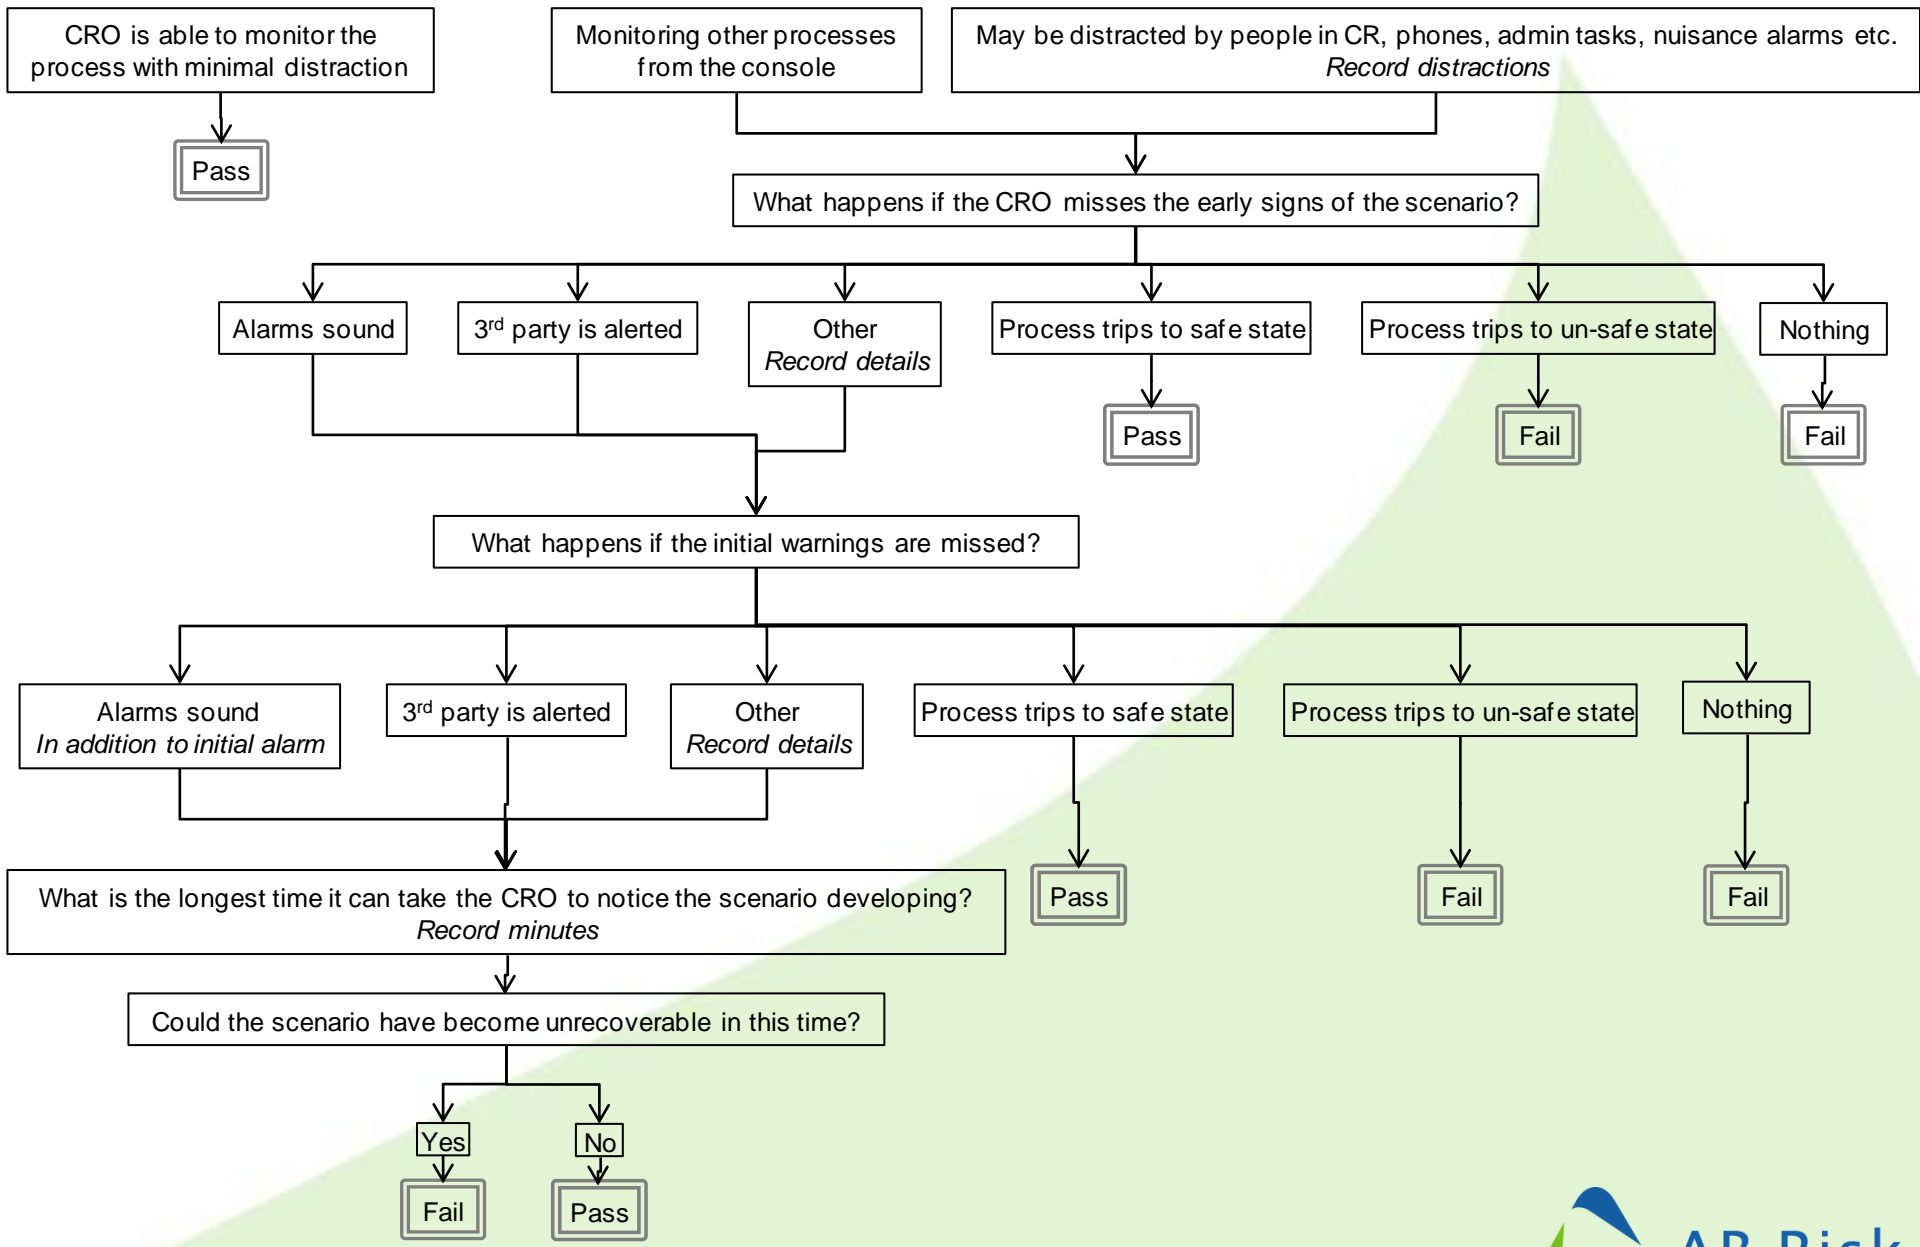 CRO is able to monitor the
process with minimal distraction
Monitoring other processes
from the console
May be distracted by people in CR, phones, admin tasks, nuisance alarms etc.
Record distractions
Pass
What happens if the CRO misses the early signs of the scenario?
Alarms sound
3rd party is alerted
Other
Record details
Process trips to safe state
Process trips to un-safe state
Nothing
Pass
Fail
Fail
What happens if the initial warnings are missed?
Alarms sound
In addition to initial alarm
3rd party is alerted
Other
Record details
Process trips to safe state
Process trips to un-safe state
Nothing
What is the longest time it can take the CRO to notice the scenario developing?
Record minutes
Pass
Fail
Fail
Could the scenario have become unrecoverable in this time?
Yes
No
Fail
Pass